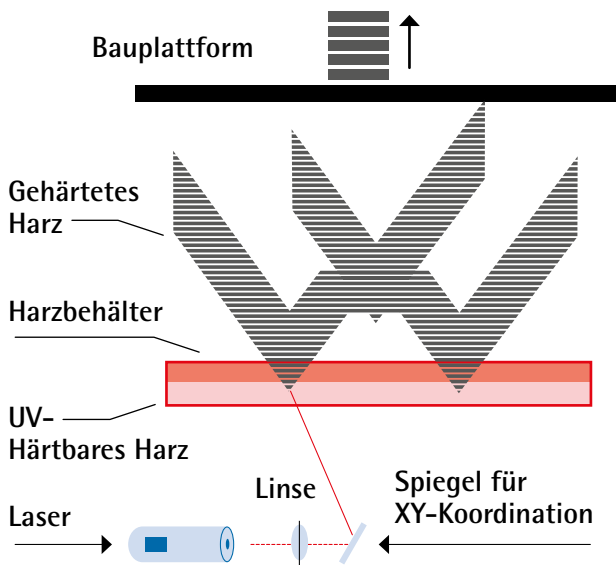 Bauplattform
Gehärtetes
Harz
Harzbehälter
UV-
Härtbares Harz
Linse
Spiegel für
XY-Koordination
Laser